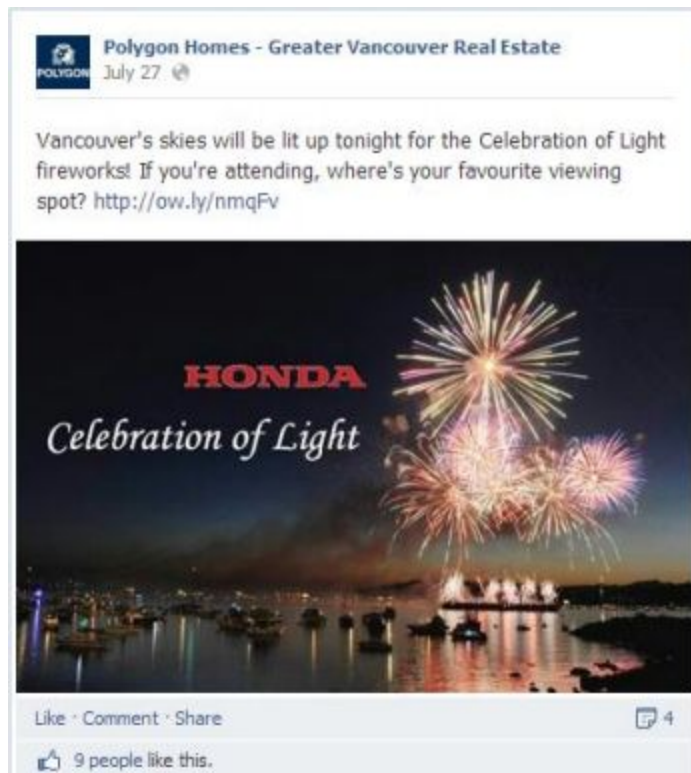 POLYGON
Polygon Homes - Greater Vancouver Real Estate
July 27
Vancouver's skies will be lit up tonight for the Celebration of Light
fireworks! If you're attending, where's your favourite viewing
spot? http://ow.ly/nmqFv
HONDA
Celebration of Light
Like · Comment · Share
4
9 people like this.